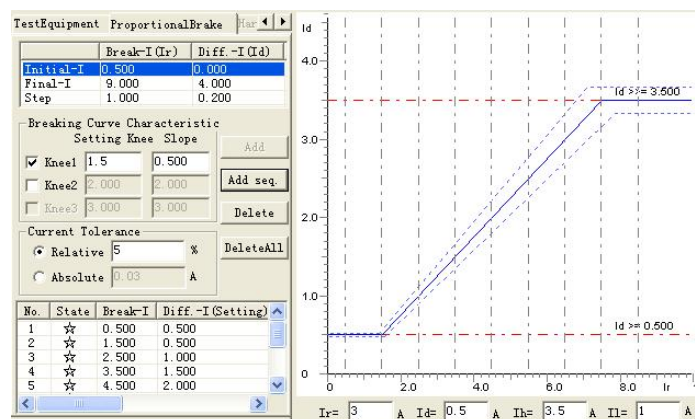 TestEquipment ProportionalBrake Har
Break-I(Ir) Diff.-I(Id)
Initial-I 0.500 0.000
Final-I 9.000 4.000
Step 1.000 0.200
Breaking Curve Characteristic
Setting Knee Slope
Knee1 1.5 0.500
Knee2 2.000 2.000
Knee3 3.000 3.000
Add
Add seq.
Delete
DeleteAll
Current Tolerance
Relative 5 %
Absolute 0.03 A
No. State Break-I Diff.-I(Setting)
1 ☆ 0.500 0.500
2 ☆ 1.500 0.500
3 ☆ 2.500 1.000
4 ☆ 3.500 1.500
5 ☆ 4.500 2.000
Id
4.0
Id >>= 3.500
3.0
2.0
1.0
Id >= 0.500
0
2.0 4.0 6.0 8.0 Ir
Ir= 3 A Id= 0.5 A Ih= 3.5 A Il= 1 A